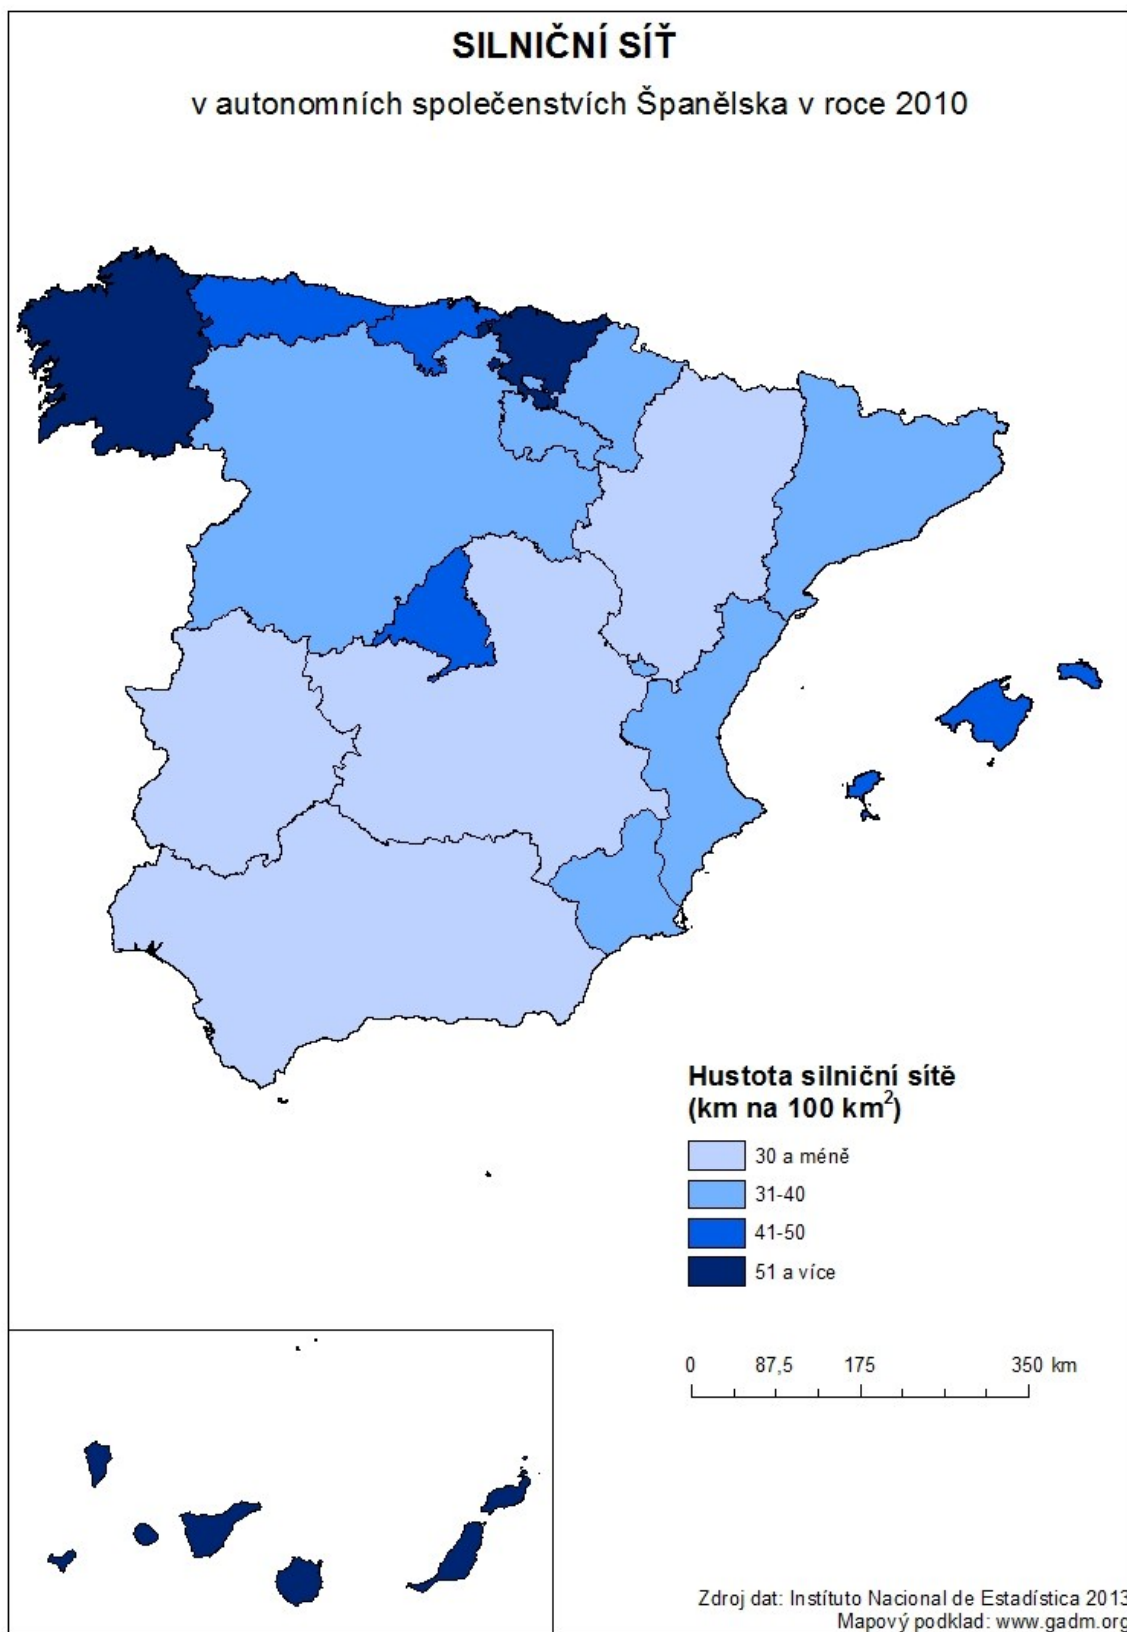 SILNIČNÍ SÍŤ
v autonomních společenstvích Španělska v roce 2010
Hustota silniční sítě
(km na 100 km²)
30 a méně
31-40
41-50
51 a více
0 87,5 175 350 km
Zdroj dat: Instítuto Nacional de Estadística 2013
Mapový podklad: www.gadm.org